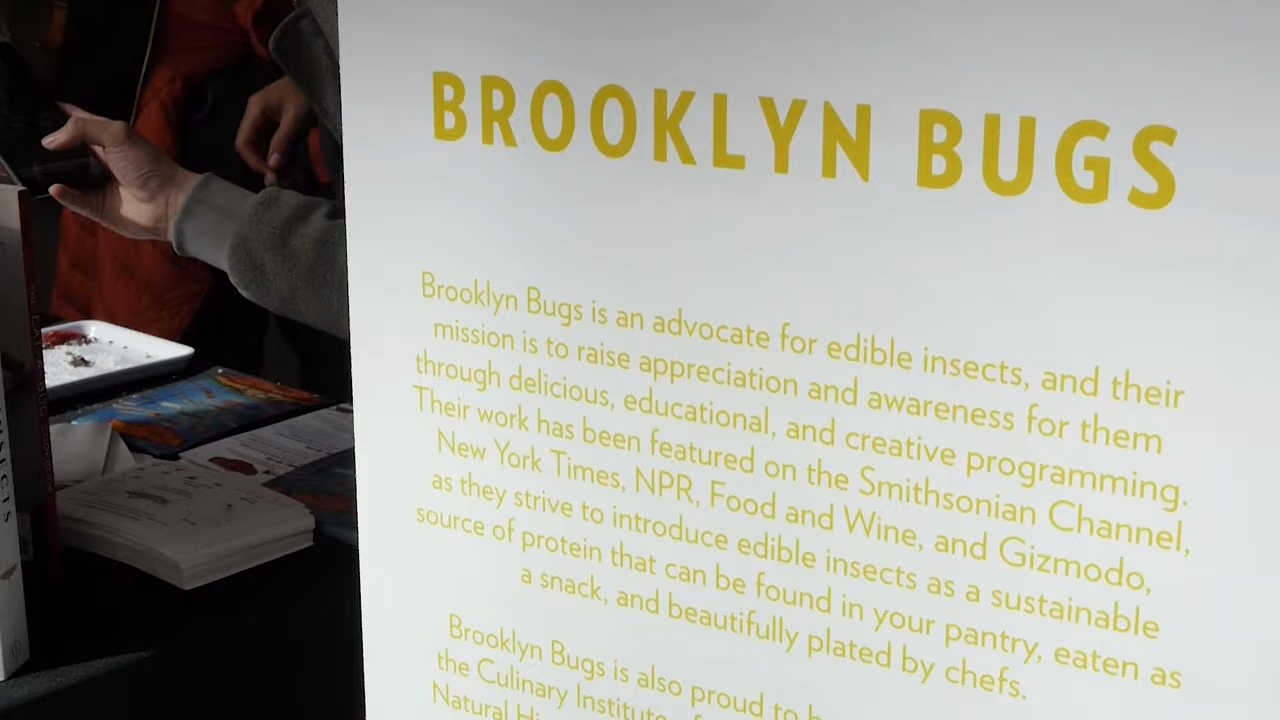 BROOKLYN BUGS
Brooklyn Bugs is an advocate for edible insects, and their
mission is to raise appreciation and awareness for them
through delicious, educational, and creative programming.
Their work has been featured on the Smithsonian Channel,
New York Times, NPR, Food and Wine, and Gizmodo,
as they strive to introduce edible insects as a sustainable
source of protein that can be found in your pantry, eaten as
a snack, and beautifully plated by chefs.
Brooklyn Bugs is also proud to
the Culinary Institute
Natural